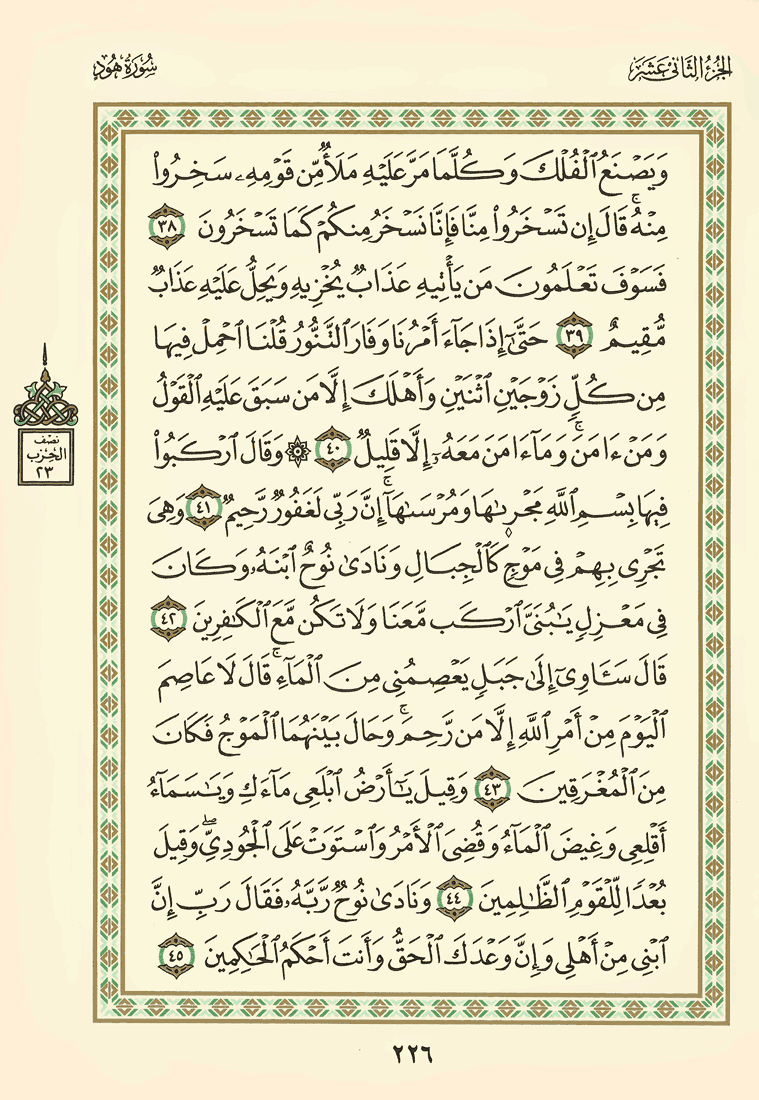 الجزء الثاني عشر
سورة هود
وَيَصْنَعُ ٱلْفُلْكَ وَكُلَّمَا مَرَّ عَلَيْهِ مَلَأٌ مِّن قَوْمِهِۦ سَخِرُوا۟
مِنْهُ ۚ قَالَ إِن تَسْخَرُوا۟ مِنَّا فَإِنَّا نَسْخَرُ مِنكُمْ كَمَا تَسْخَرُونَ ٣٨
فَسَوْفَ تَعْلَمُونَ مَن يَأْتِيهِ عَذَابٌ يُخْزِيهِ وَيَحِلُّ عَلَيْهِ عَذَابٌ
مُّقِيمٌ ٣٩ حَتَّىٰٓ إِذَا جَآءَ أَمْرُنَا وَفَارَ ٱلتَّنُّورُ قُلْنَا ٱحْمِلْ فِيهَا
مِن كُلٍّ زَوْجَيْنِ ٱثْنَيْنِ وَأَهْلَكَ إِلَّا مَن سَبَقَ عَلَيْهِ ٱلْقَوْلُ
وَمَنْ ءَامَنَ ۚ وَمَآ ءَامَنَ مَعَهُۥٓ إِلَّا قَلِيلٌ ٤٠ ۞ وَقَالَ ٱرْكَبُوا۟
فِيهَا بِسْمِ ٱللَّهِ مَجْر۪ىٰهَا وَمُرْسَىٰهَآ ۚ إِنَّ رَبِّى لَغَفُورٌ رَّحِيمٌ ٤١ وَهِىَ
تَجْرِى بِهِمْ فِى مَوْجٍ كَٱلْجِبَالِ وَنَادَىٰ نُوحٌ ٱبْنَهُۥ وَكَانَ
فِى مَعْزِلٍ يَـٰبُنَىَّ ٱرْكَب مَّعَنَا وَلَا تَكُن مَّعَ ٱلْكَـٰفِرِينَ ٤٢
قَالَ سَـَٔاوِىٓ إِلَىٰ جَبَلٍ يَعْصِمُنِى مِنَ ٱلْمَآءِ ۚ قَالَ لَا عَاصِمَ
ٱلْيَوْمَ مِنْ أَمْرِ ٱللَّهِ إِلَّا مَن رَّحِمَ ۚ وَحَالَ بَيْنَهُمَا ٱلْمَوْجُ فَكَانَ
مِنَ ٱلْمُغْرَقِينَ ٤٣ وَقِيلَ يَـٰٓأَرْضُ ٱبْلَعِى مَآءَكِ وَيَـٰسَمَآءُ
أَقْلِعِى وَغِيضَ ٱلْمَآءُ وَقُضِىَ ٱلْأَمْرُ وَٱسْتَوَتْ عَلَى ٱلْجُودِىِّ ۖ وَقِيلَ
بُعْدًا لِّلْقَوْمِ ٱلظَّـٰلِمِينَ ٤٤ وَنَادَىٰ نُوحٌ رَّبَّهُۥ فَقَالَ رَبِّ إِنَّ
ٱبْنِى مِنْ أَهْلِى وَإِنَّ وَعْدَكَ ٱلْحَقُّ وَأَنتَ أَحْكَمُ ٱلْحَـٰكِمِينَ ٤٥
نصف
الحزب
٢٣
٢٢٦